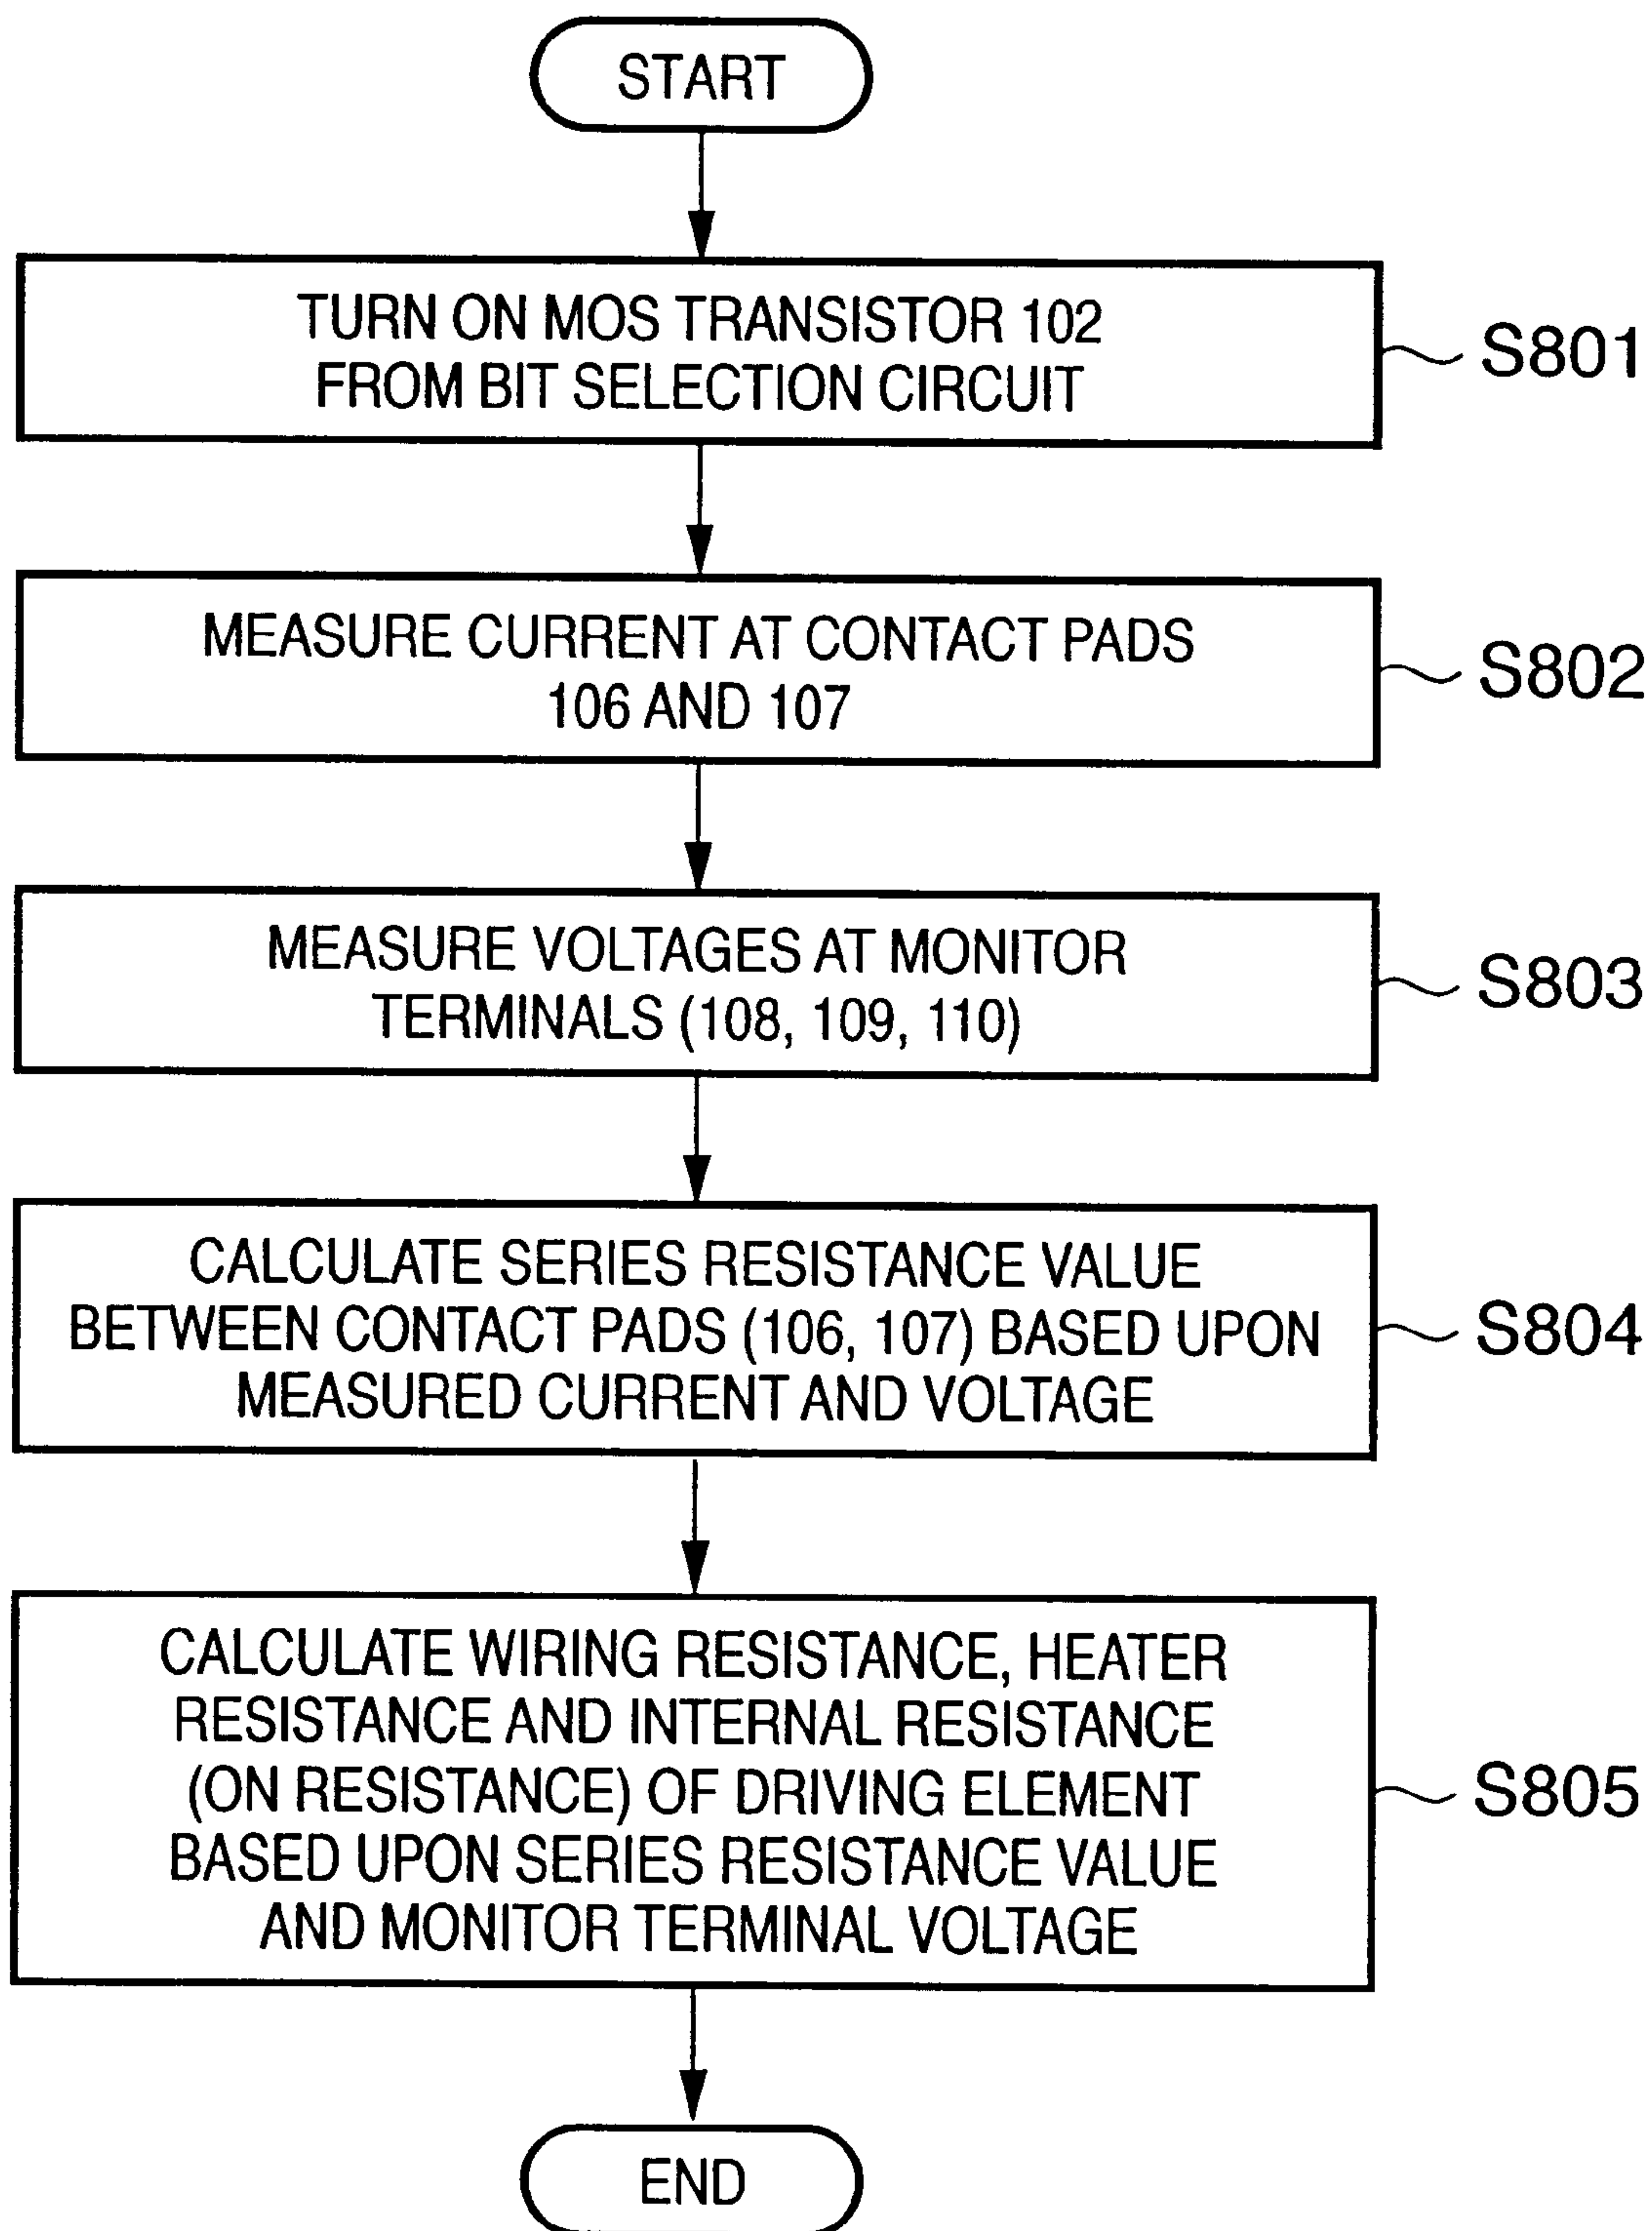 START
TURN ON MOS TRANSISTOR 102
FROM BIT SELECTION CIRCUIT
S801
MEASURE CURRENT AT CONTACT PADS
106 AND 107
S802
MEASURE VOLTAGES AT MONITOR
TERMINALS (108, 109, 110)
S803
CALCULATE SERIES RESISTANCE VALUE
BETWEEN CONTACT PADS (106, 107) BASED UPON
MEASURED CURRENT AND VOLTAGE
S804
CALCULATE WIRING RESISTANCE, HEATER
RESISTANCE AND INTERNAL RESISTANCE
(ON RESISTANCE) OF DRIVING ELEMENT
BASED UPON SERIES RESISTANCE VALUE
AND MONITOR TERMINAL VOLTAGE
S805
END